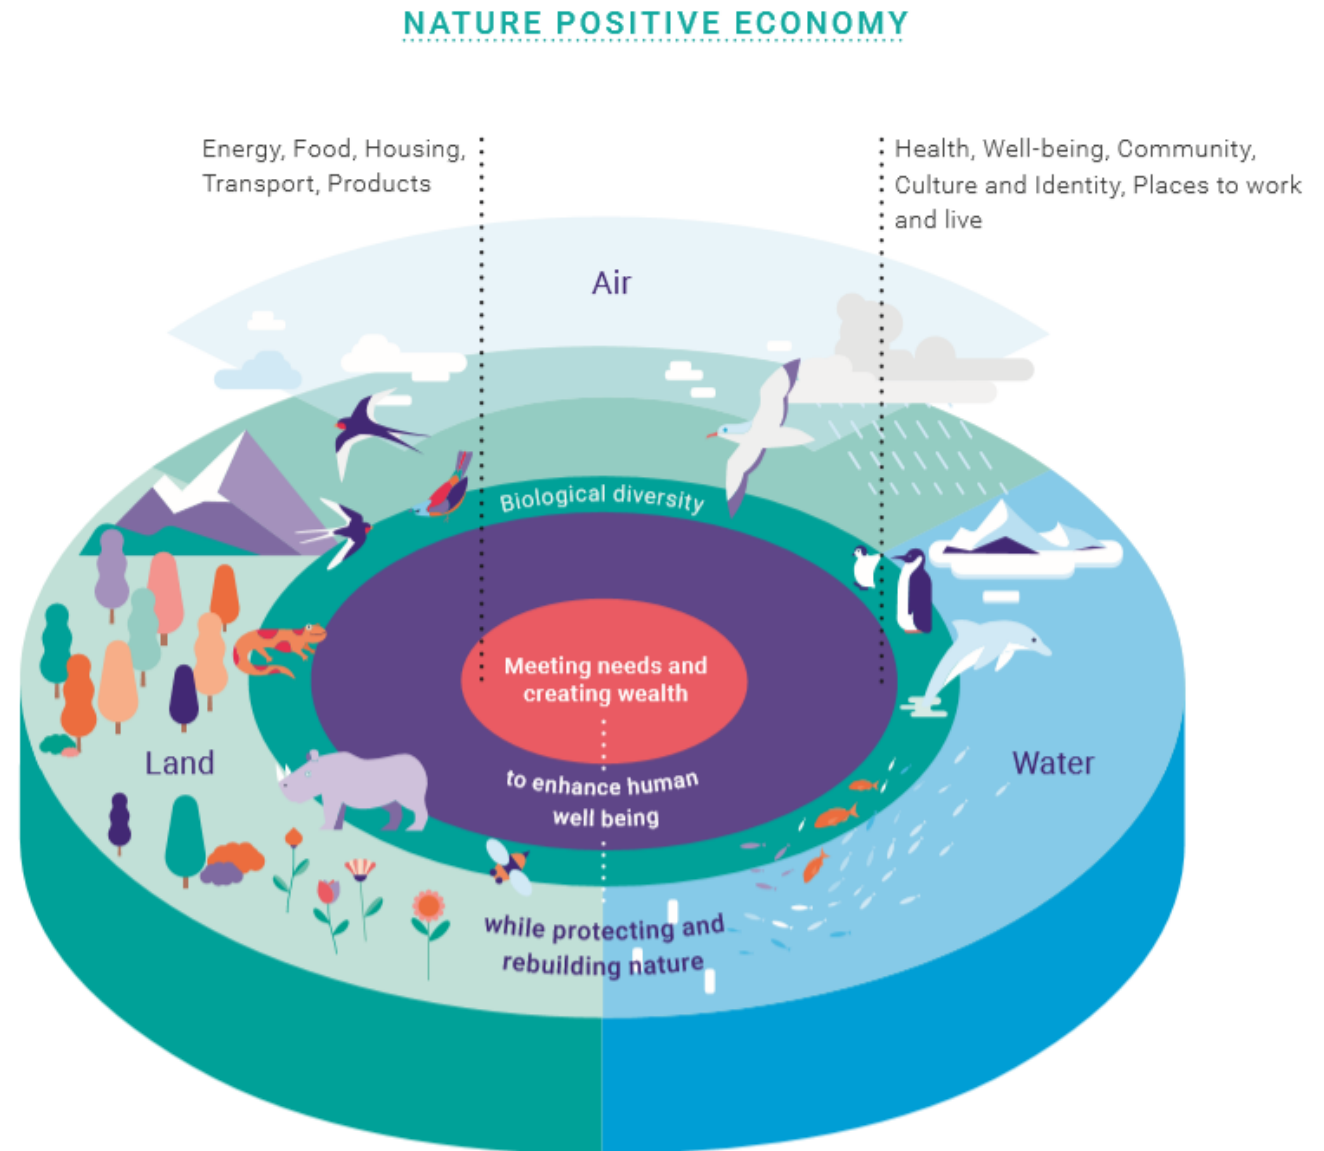 NATURE POSITIVE ECONOMY
Energy, Food, Housing,
Transport, Products
Health, Well-being, Community,
Culture and Identity, Places to work
and live
Air
Biological diversity
Meeting needs and
creating wealth
Land
Water
to enhance human
well being
while protecting and
rebuilding nature